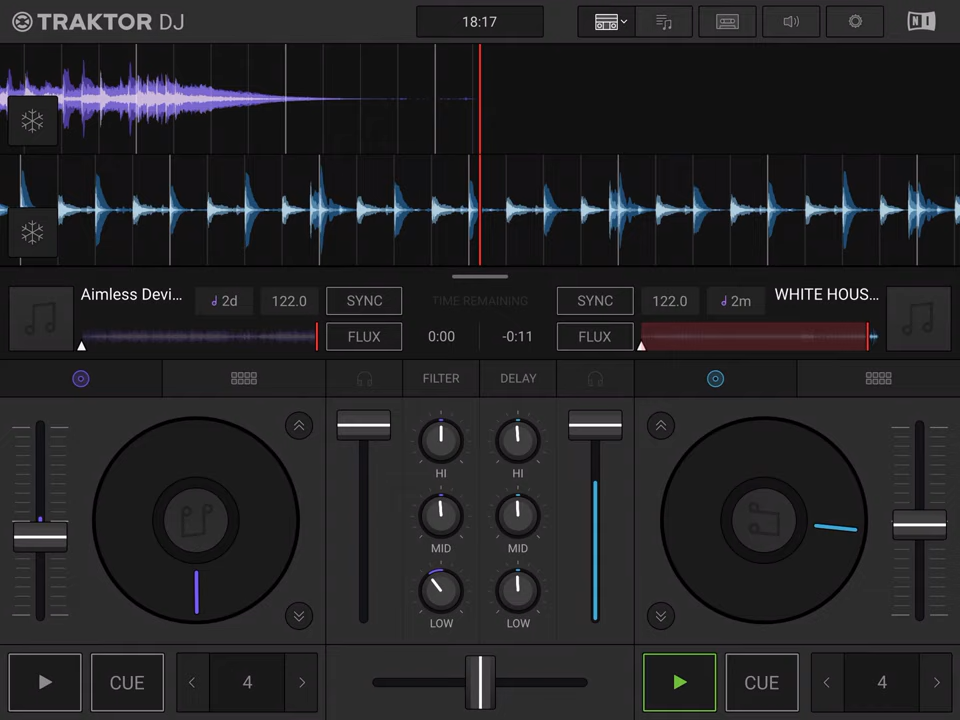 TRAKTOR DJ
18:17
NI
Aimless Devi...
2d
122.0
SYNC
TIME REMAINING
SYNC
122.0
2m
WHITE HOUS...
FLUX
0:00
-0:11
FLUX
FILTER
DELAY
HI
HI
MID
MID
LOW
LOW
CUE
4
CUE
4